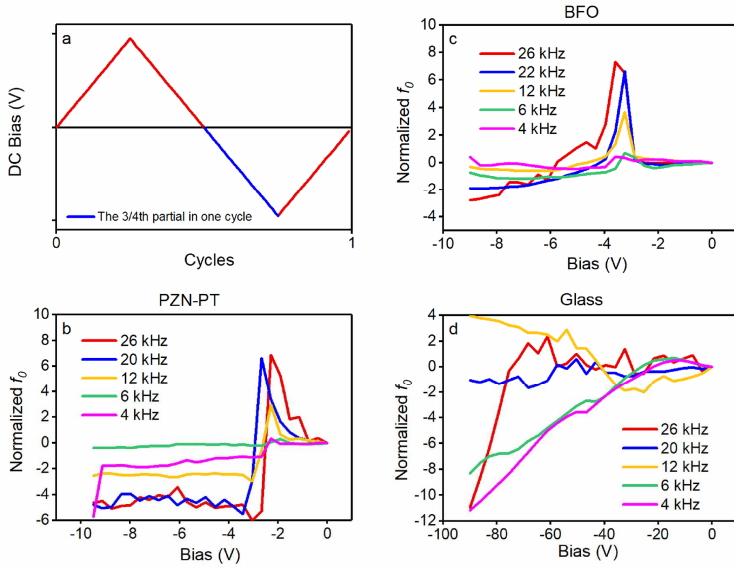 a
DC Bias (V)
The 3/4th partial in one cycle
0
1
Cycles
BFO
c
26 kHz
22 kHz
12 kHz
6 kHz
4 kHz
Normalized f0
10
8
6
4
2
0
-2
-4
-10 -8 -6 -4 -2 0
Bias (V)
PZN-PT
b
26 kHz
20 kHz
12 kHz
6 kHz
4 kHz
Normalized f0
10
8
6
4
2
0
-2
-4
-6
-10 -8 -6 -4 -2 0
Bias (V)
Glass
d
26 kHz
20 kHz
12 kHz
6 kHz
4 kHz
Normalized f0
4
2
0
-2
-4
-6
-8
-10
-12
-100 -80 -60 -40 -20 0
Bias (V)